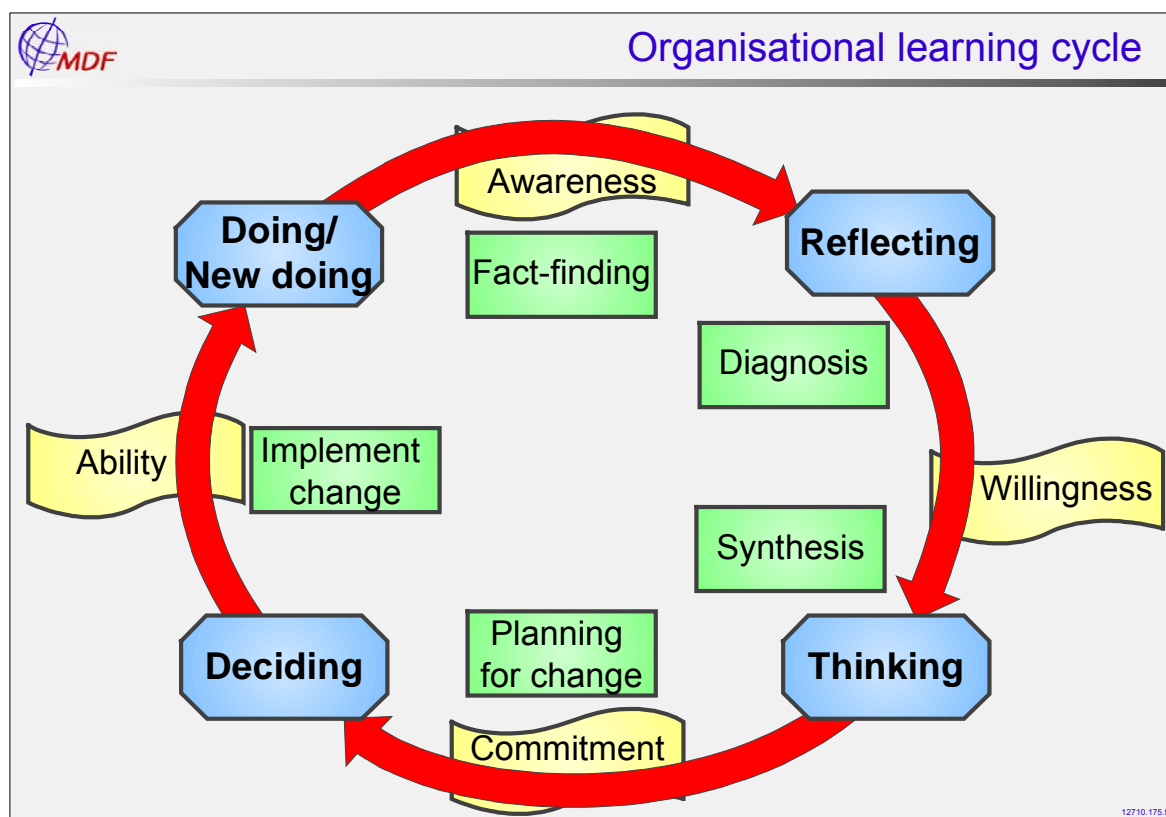 MDF
Organisational learning cycle
Awareness
Doing/
New doing
Reflecting
Fact-finding
Diagnosis
Ability
Implement
change
Willingness
Synthesis
Planning
for change
Deciding
Thinking
Commitment